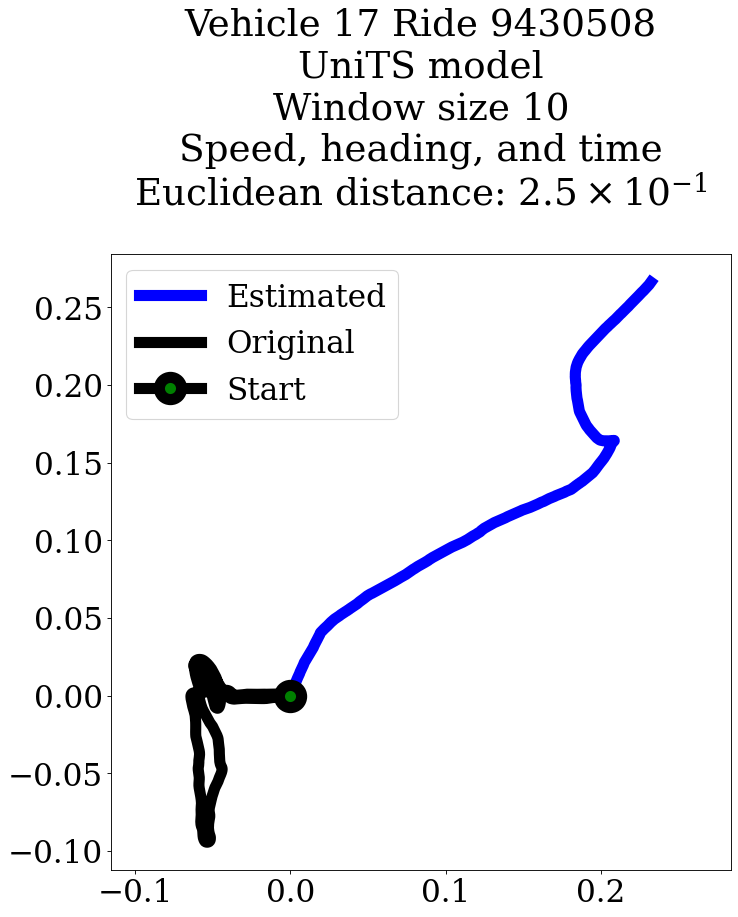 Vehicle 17 Ride 9430508
UniTS model
Window size 10
Speed, heading, and time
Euclidean distance: 2.5 × 10⁻¹
Estimated
Original
Start
0.25
0.20
0.15
0.10
0.05
0.00
−0.05
−0.10
−0.1 0.0 0.1 0.2